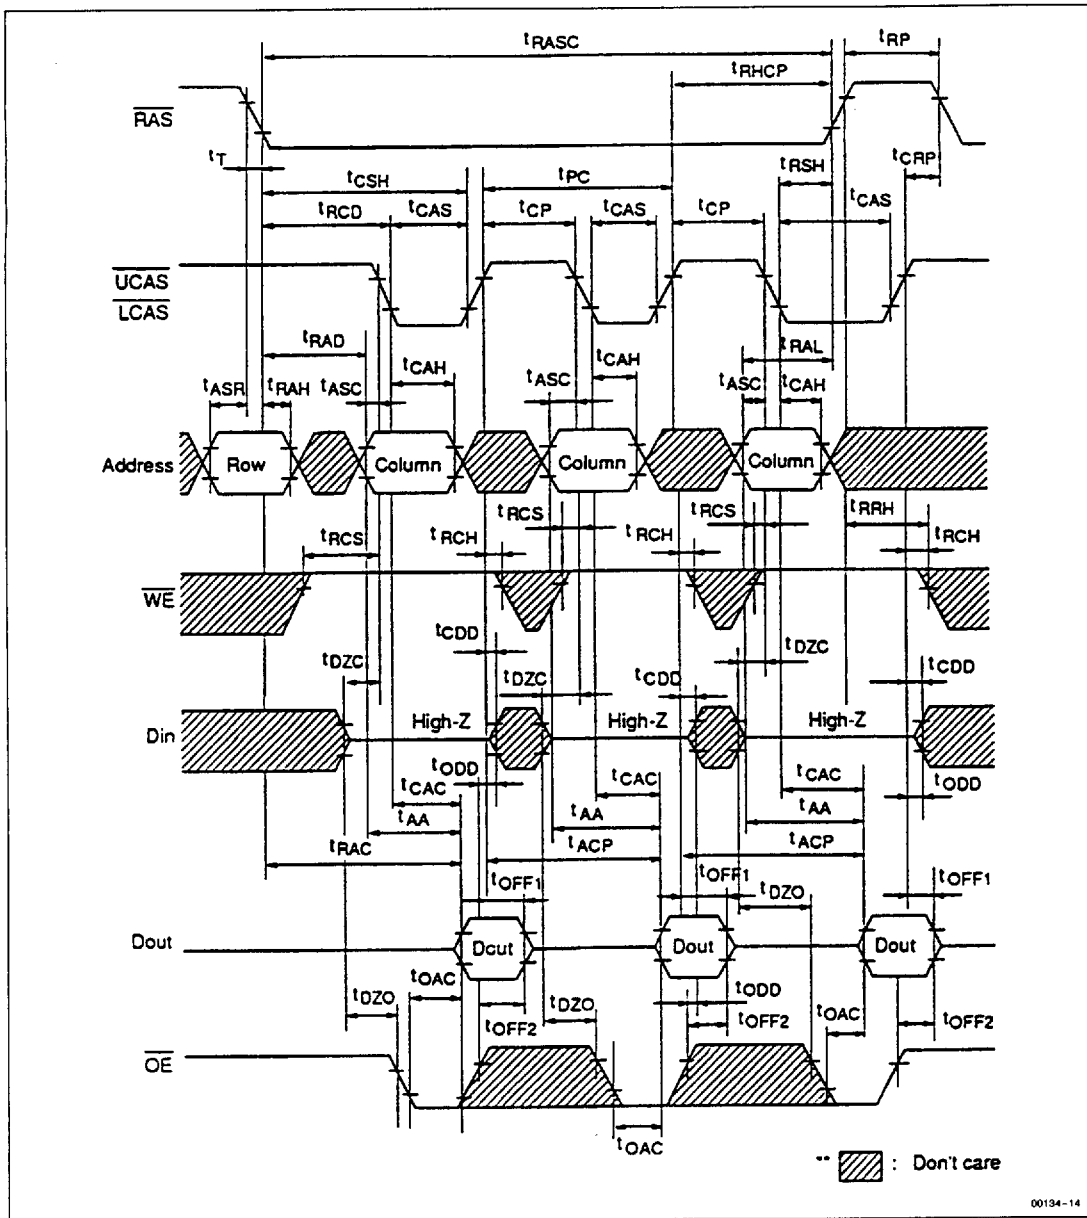 tRASC tRP
tRHCP
RAS
tT tCRP
tRSH
tCSH tPC
tCAS
tRCD tCAS tCP tCAS tCP
UCAS
LCAS
tRAD tRAL
tCAH tCAH
tASR tRAH tASC tASC tASC tCAH
Address Row Column Column Column
tRCS tRCS tRRH
tRCS tRCH tRCH tRCH
WE
tCDD
tDZC tDZC
tDZC tCDD tCDD
Din High-Z High-Z High-Z
tODD tCAC tODD
tCAC tCAC
tAA tAA tAA
tRAC tACP tACP
tOFF1 tOFF1 tOFF1
tDZO
Dout Dout Dout Dout
tOAC tODD
tDZO tDZO tOAC
tOFF2 tOFF2 tOFF2
OE
tOAC
" : Don't care
00134-14